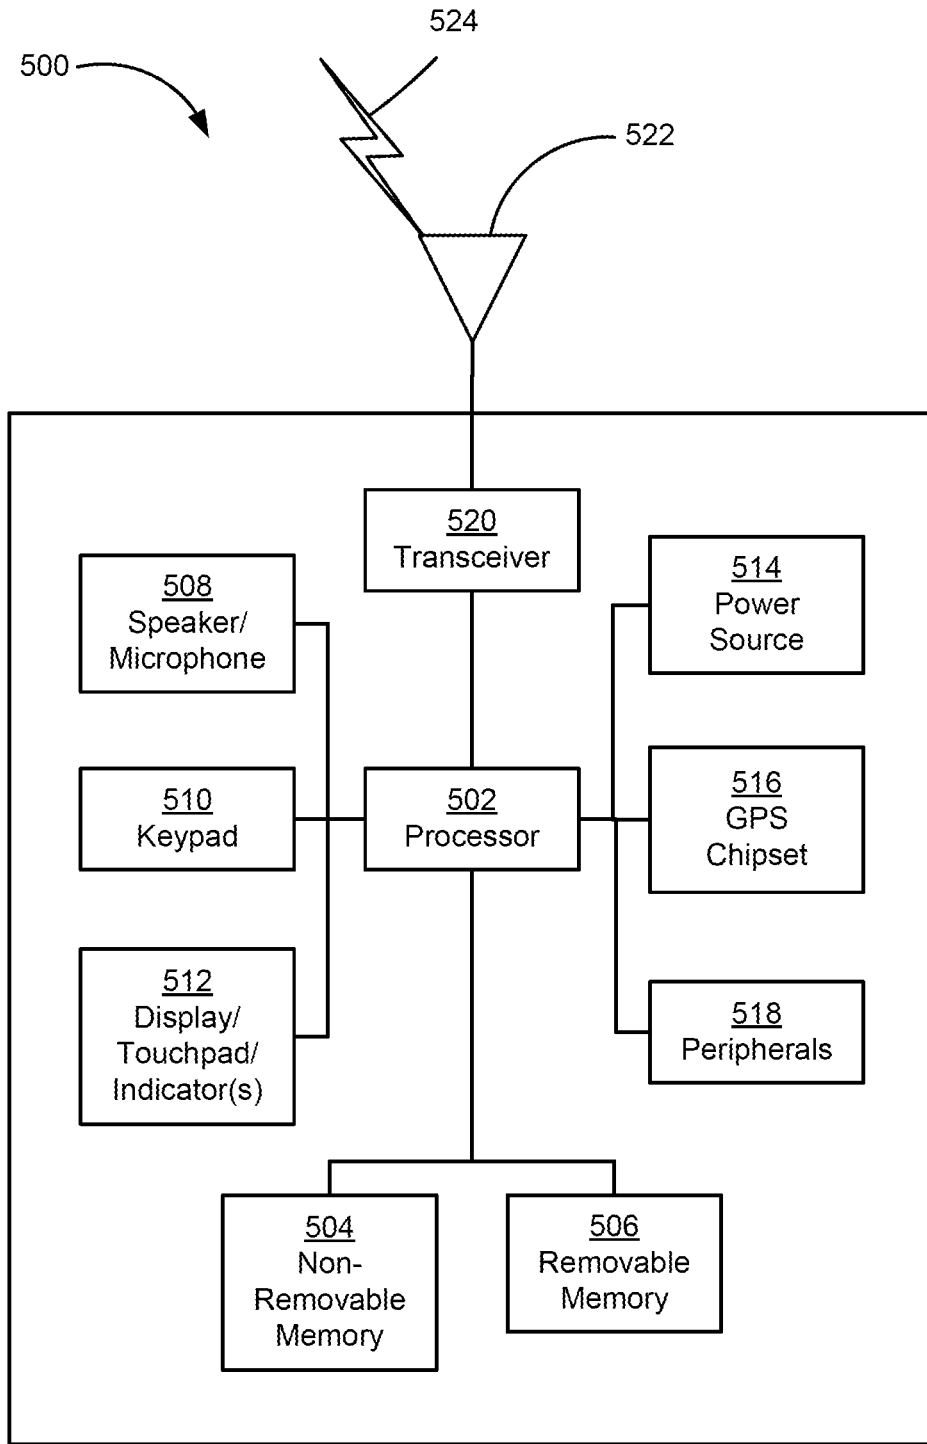 524
500
522
520
Transceiver
508
Speaker/
Microphone
514
Power
Source
510
Keypad
502
Processor
516
GPS
Chipset
512
Display/
Touchpad/
Indicator(s)
518
Peripherals
504
Non-
Removable
Memory
506
Removable
Memory